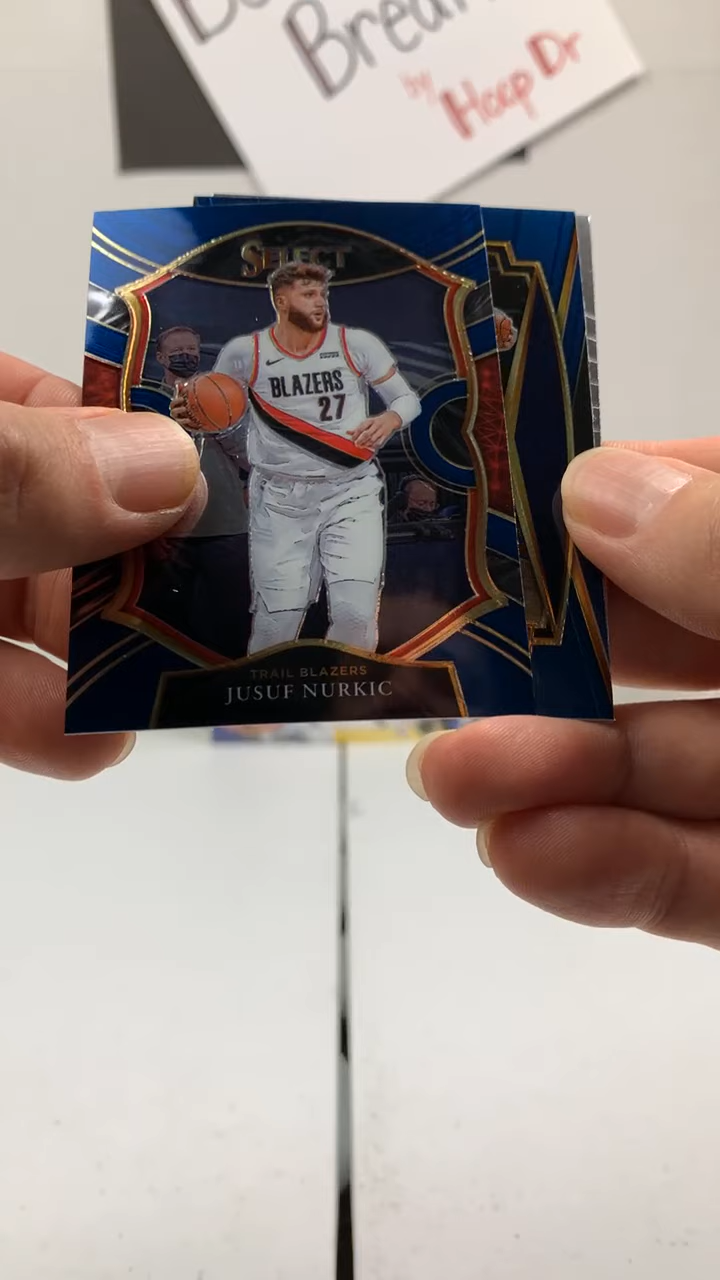 Brea
by Hoop Dr
SELECT
BLAZERS
27
TRAIL BLAZERS
JUSUF NURKIC